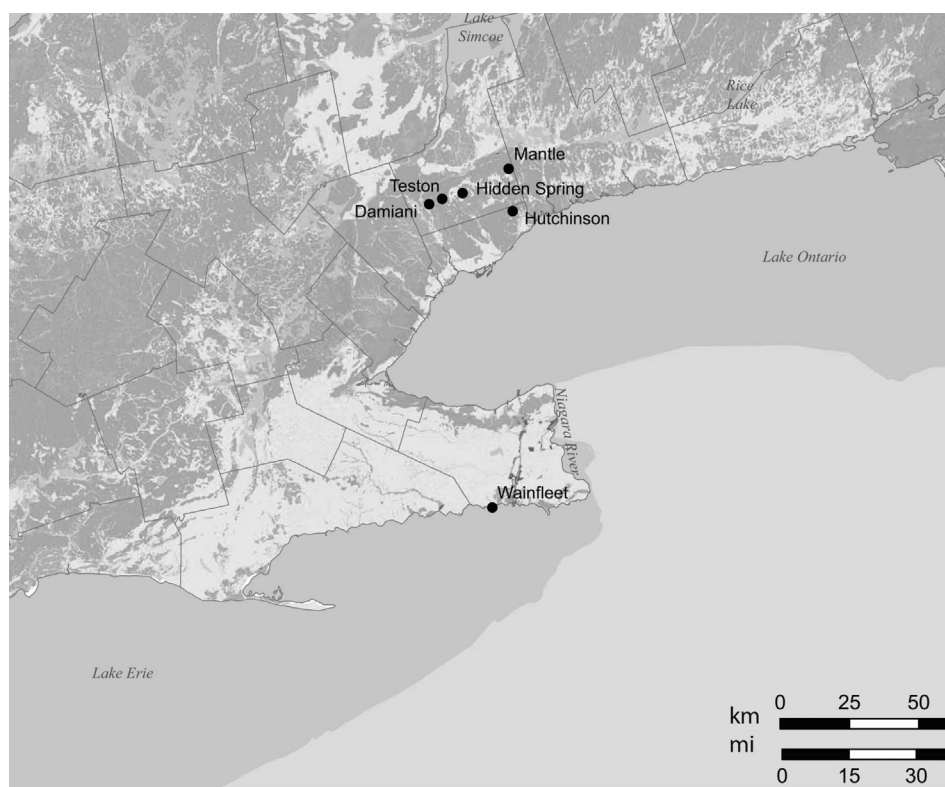 Lake
Simcoe
Rice
Lake
Mantle
Teston
Hidden Spring
Damiani
Hutchinson
Lake Ontario
Niagara River
Wainfleet
Lake Erie
0 25 50
km
mi
0 15 30